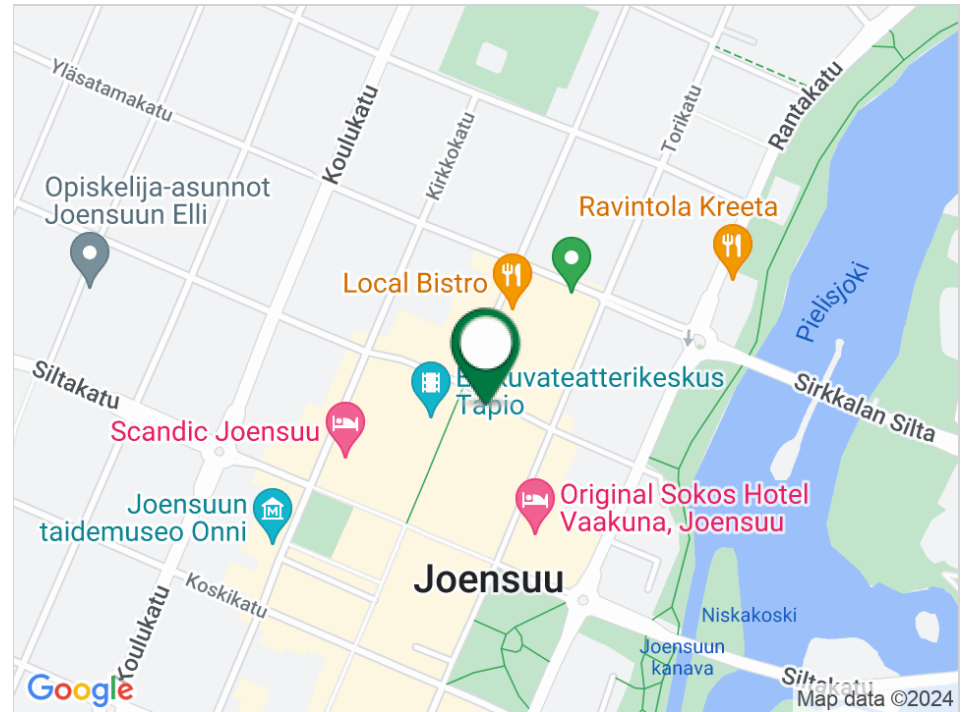 Yläsatamakatu
Koulukatu
Kirkkokatu
Torikatu
Rantakatu
Opiskelija-asunnot
Joensuun Elli
Ravintola Kreeta
Local Bistro
Pielisjoki
Siltakatu
Tapio
Sirkkalan Silta
Scandic Joensuu
Joensuun
taidemuseo Onni
Original Sokos Hotel
Vaakuna, Joensuu
Joensuu
Koskikatu
Koulukatu
Niskakoski
Joensuun
kanava
Siltakatu
Google
Map data ©2024